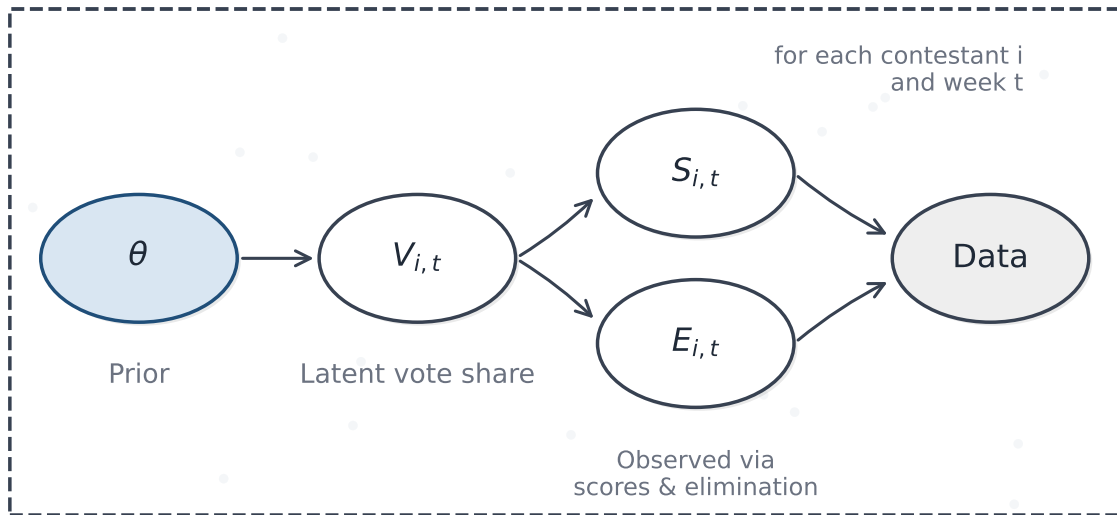 for each contestant i
and week t
θ
V_{i, t}
S_{i, t}
E_{i, t}
Data
Prior
Latent vote share
Observed via
scores & elimination